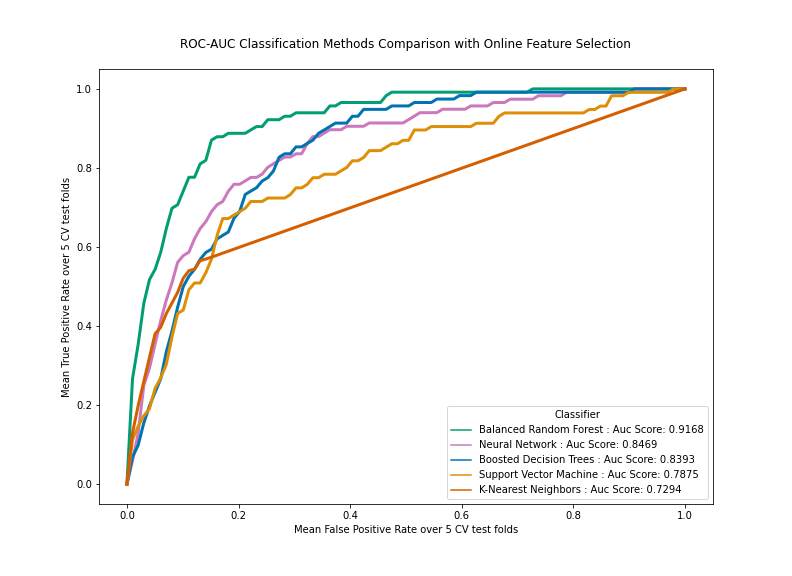 ROC-AUC Classification Methods Comparison with Online Feature Selection
1.0
0.8
0.6
0.4
0.2
0.0
Mean True Positive Rate over 5 CV test folds
Classifier
Balanced Random Forest : Auc Score: 0.9168
Neural Network : Auc Score: 0.8469
Boosted Decision Trees : Auc Score: 0.8393
Support Vector Machine : Auc Score: 0.7875
K-Nearest Neighbors : Auc Score: 0.7294
0.0 0.2 0.4 0.6 0.8 1.0
Mean False Positive Rate over 5 CV test folds